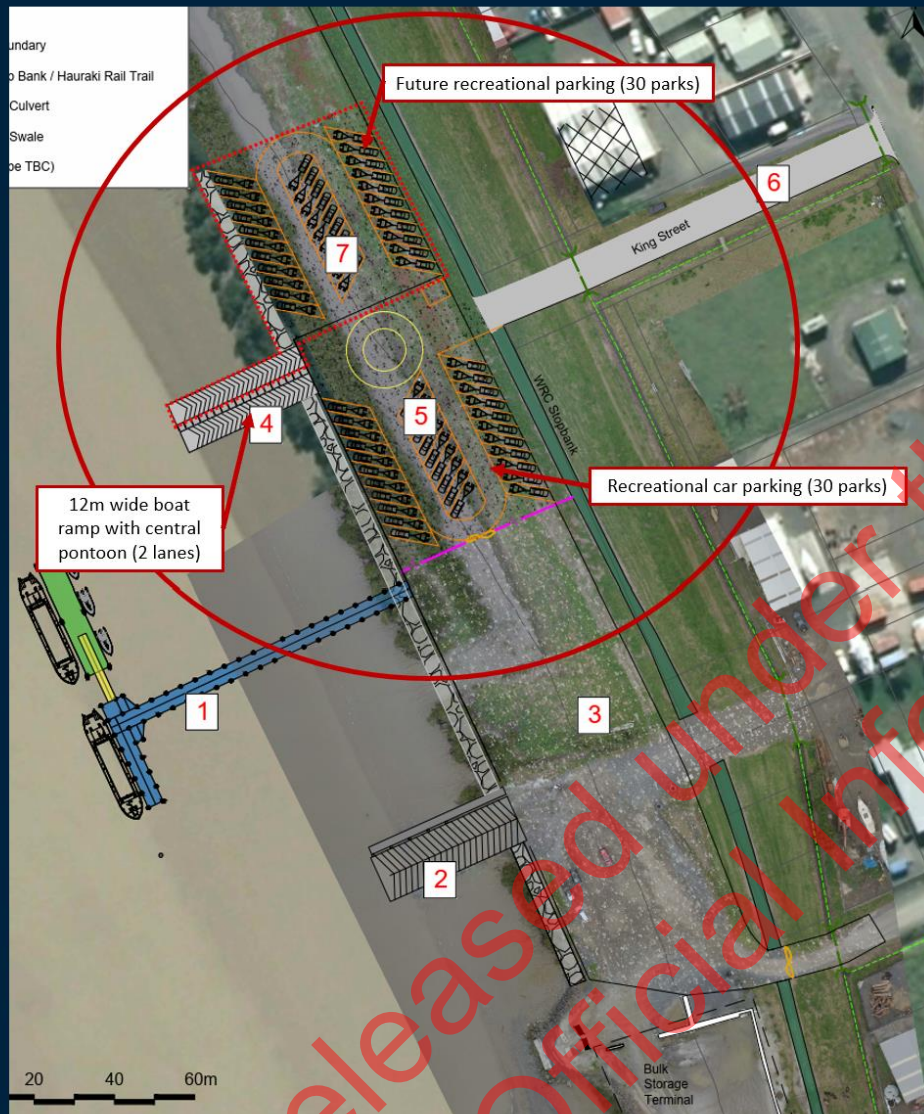 undary
o Bank / Hauraki Rail Trail
Culvert
Swale
pe TBC)
Future recreational parking (30 parks)
6
King Street
7
WRC Stopbank
5
4
Recreational car parking (30 parks)
12m wide boat
ramp with central
pontoon (2 lanes)
1
3
2
Released under
Official Infor
20 40 60m
Bulk
Storage
Terminal